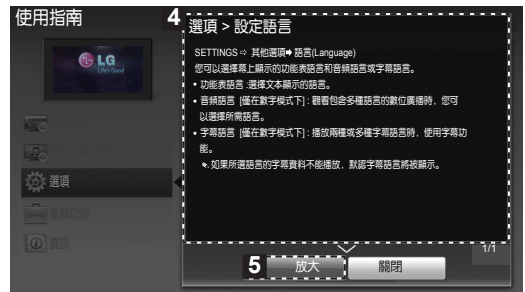 使用指南
4
選項 > 設定語言
LG
Life's Good
SETTINGS ⇨ 其他選項➡ 語言(Language)
您可以選擇幕上顯示的功能表語言和音頻語言或字幕語言。
• 功能表語言 :選擇文本顯示的語言。
• 音頻語言 [僅在數字模式下] : 觀看包含多種語言的數位廣播時，您可
以選擇所需語言。
• 字幕語言 [僅在數字模式下] : 播放兩種或多種字幕語言時，使用字幕功
能。
✎. 如果所選語言的字幕資料不能播放，默認字幕語言將被顯示。
選項
進階功能
資訊
1/1
5
放大
關閉